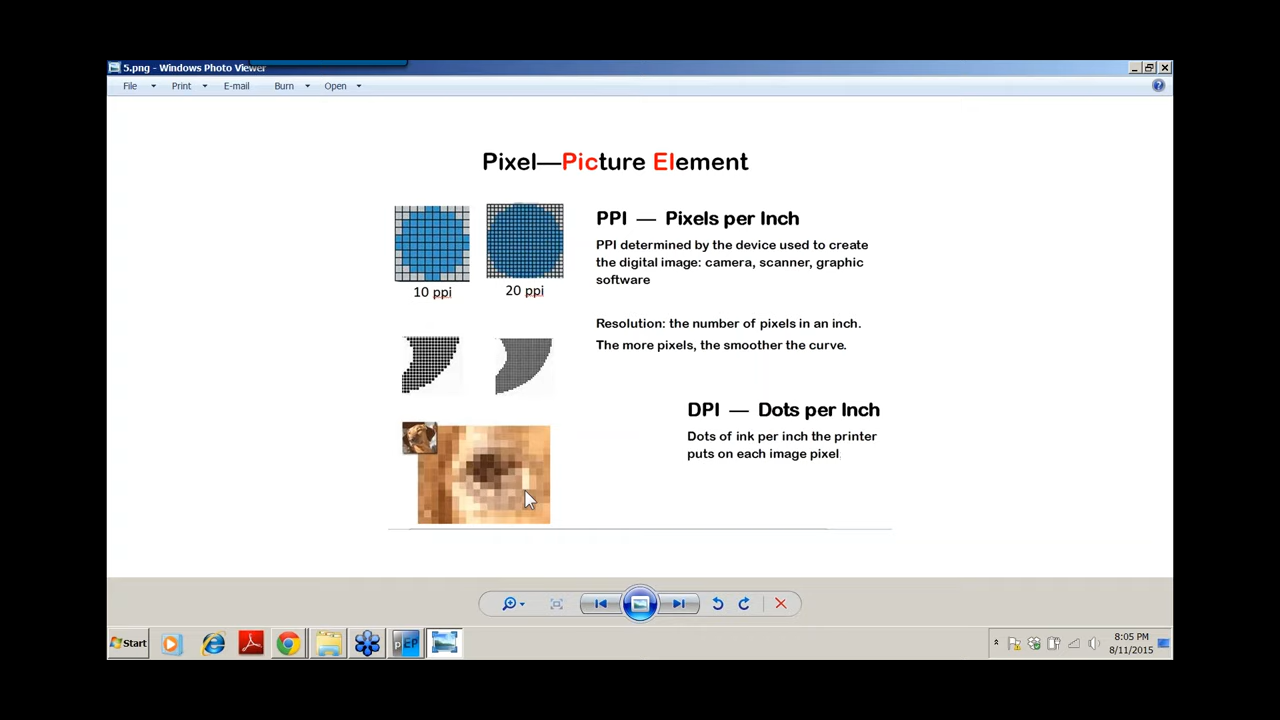 5.png - Windows Photo Viewer
File Print E-mail Burn Open
Pixel—Picture Element
10 ppi
20 ppi
PPI — Pixels per Inch
PPI determined by the device used to create
the digital image: camera, scanner, graphic
software
Resolution: the number of pixels in an inch.
The more pixels, the smoother the curve.
DPI — Dots per Inch
Dots of ink per inch the printer
puts on each image pixel
Start
pEP
8:05 PM
8/11/2015